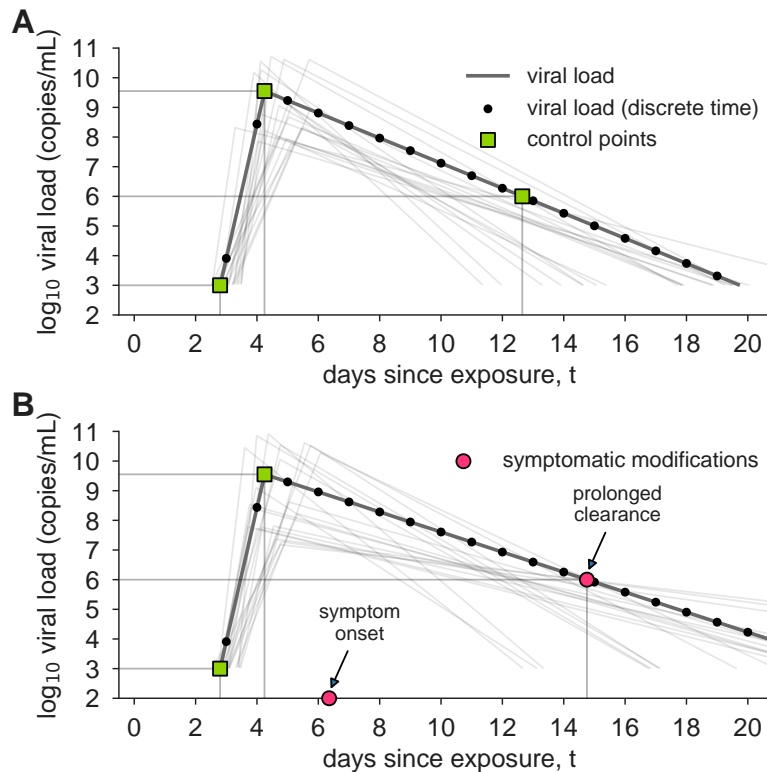 A
log10 viral load (copies/mL)
11
10
9
8
7
6
5
4
3
2
viral load
viral load (discrete time)
control points
0 2 4 6 8 10 12 14 16 18 20
days since exposure, t
B
log10 viral load (copies/mL)
11
10
9
8
7
6
5
4
3
2
symptomatic modifications
prolonged
clearance
symptom
onset
0 2 4 6 8 10 12 14 16 18 20
days since exposure, t